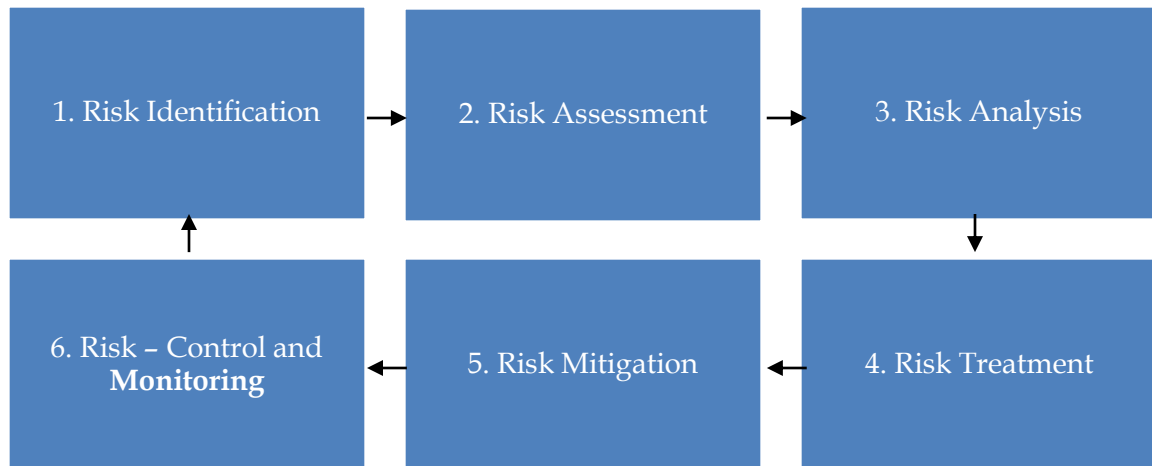 1. Risk Identification
2. Risk Assessment
3. Risk Analysis
6. Risk – Control and
Monitoring
5. Risk Mitigation
4. Risk Treatment